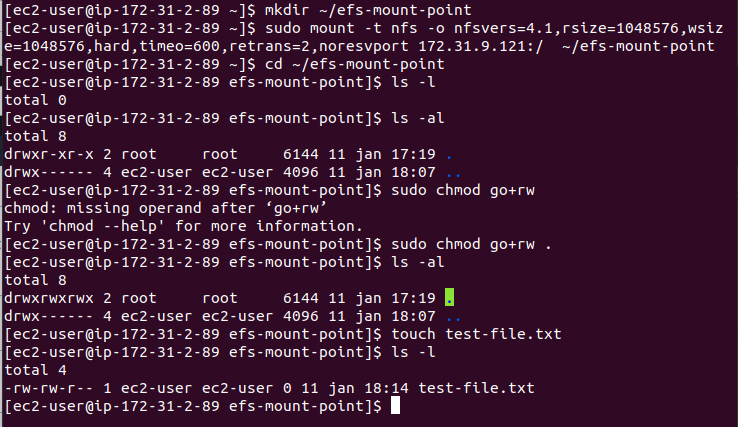 [ec2-user@ip-172-31-2-89 ~]$ mkdir ~/efs-mount-point
[ec2-user@ip-172-31-2-89 ~]$ sudo mount -t nfs -o nfsvers=4.1,rsize=1048576,wsiz
e=1048576,hard,timeo=600,retrans=2,noresvport 172.31.9.121:/  ~/efs-mount-point
[ec2-user@ip-172-31-2-89 ~]$ cd ~/efs-mount-point
[ec2-user@ip-172-31-2-89 efs-mount-point]$ ls -l
total 0
[ec2-user@ip-172-31-2-89 efs-mount-point]$ ls -al
total 8
drwxr-xr-x 2 root     root     6144 11 jan 17:19 .
drwx------ 4 ec2-user ec2-user 4096 11 jan 18:07 ..
[ec2-user@ip-172-31-2-89 efs-mount-point]$ sudo chmod go+rw
chmod: missing operand after ‘go+rw’
Try 'chmod --help' for more information.
[ec2-user@ip-172-31-2-89 efs-mount-point]$ sudo chmod go+rw .
[ec2-user@ip-172-31-2-89 efs-mount-point]$ ls -al
total 8
drwxrwxrwx 2 root     root     6144 11 jan 17:19 .
drwx------ 4 ec2-user ec2-user 4096 11 jan 18:07 ..
[ec2-user@ip-172-31-2-89 efs-mount-point]$ touch test-file.txt
[ec2-user@ip-172-31-2-89 efs-mount-point]$ ls -l
total 4
-rw-rw-r-- 1 ec2-user ec2-user 0 11 jan 18:14 test-file.txt
[ec2-user@ip-172-31-2-89 efs-mount-point]$